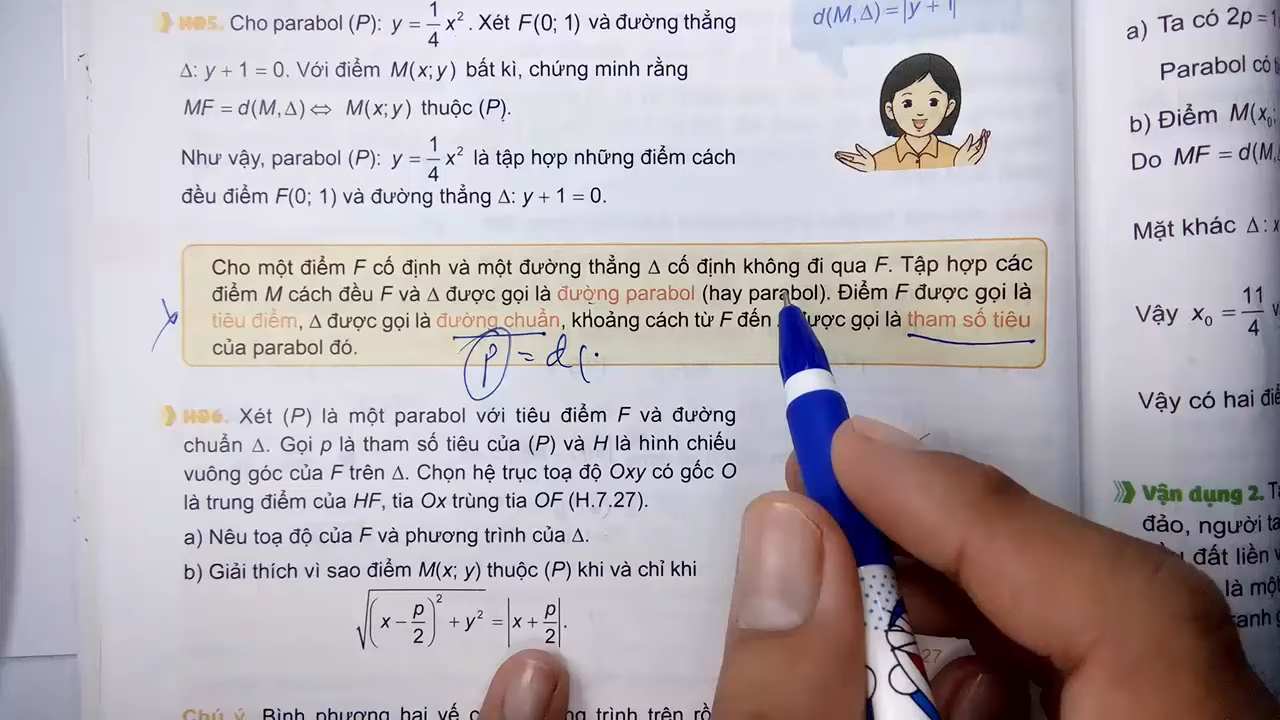 HĐ5. Cho parabol (P): y = 1/4 x². Xét F(0; 1) và đường thẳng
Δ: y + 1 = 0. Với điểm M(x; y) bất kì, chứng minh rằng
MF = d(M, Δ) ⇔ M(x; y) thuộc (P).
Như vậy, parabol (P): y = 1/4 x² là tập hợp những điểm cách
đều điểm F(0; 1) và đường thẳng Δ: y + 1 = 0.
d(M, Δ) = |y + 1|
Cho một điểm F cố định và một đường thẳng Δ cố định không đi qua F. Tập hợp các
điểm M cách đều F và Δ được gọi là đường parabol (hay parabol). Điểm F được gọi là
tiêu điểm, Δ được gọi là đường chuẩn, khoảng cách từ F đến được gọi là tham số tiêu
của parabol đó.
p = d(
HĐ6. Xét (P) là một parabol với tiêu điểm F và đường
chuẩn Δ. Gọi p là tham số tiêu của (P) và H là hình chiếu
vuông góc của F trên Δ. Chọn hệ trục toạ độ Oxy có gốc O
là trung điểm của HF, tia Ox trùng tia OF (H.7.27).
a) Nêu toạ độ của F và phương trình của Δ.
b) Giải thích vì sao điểm M(x; y) thuộc (P) khi và chỉ khi
√((x − p/2)² + y²) = |x + p/2|.
Chú ý. Bình phương hai vế trình trên
a) Ta có 2p = 1
Parabol có
b) Điểm M(x₀;
Do MF = d(M,
Mặt khác Δ: x
Vậy x₀ = 11/4
Vậy có hai
Vận dụng 2.
đảo, người
đất liền
là một
27